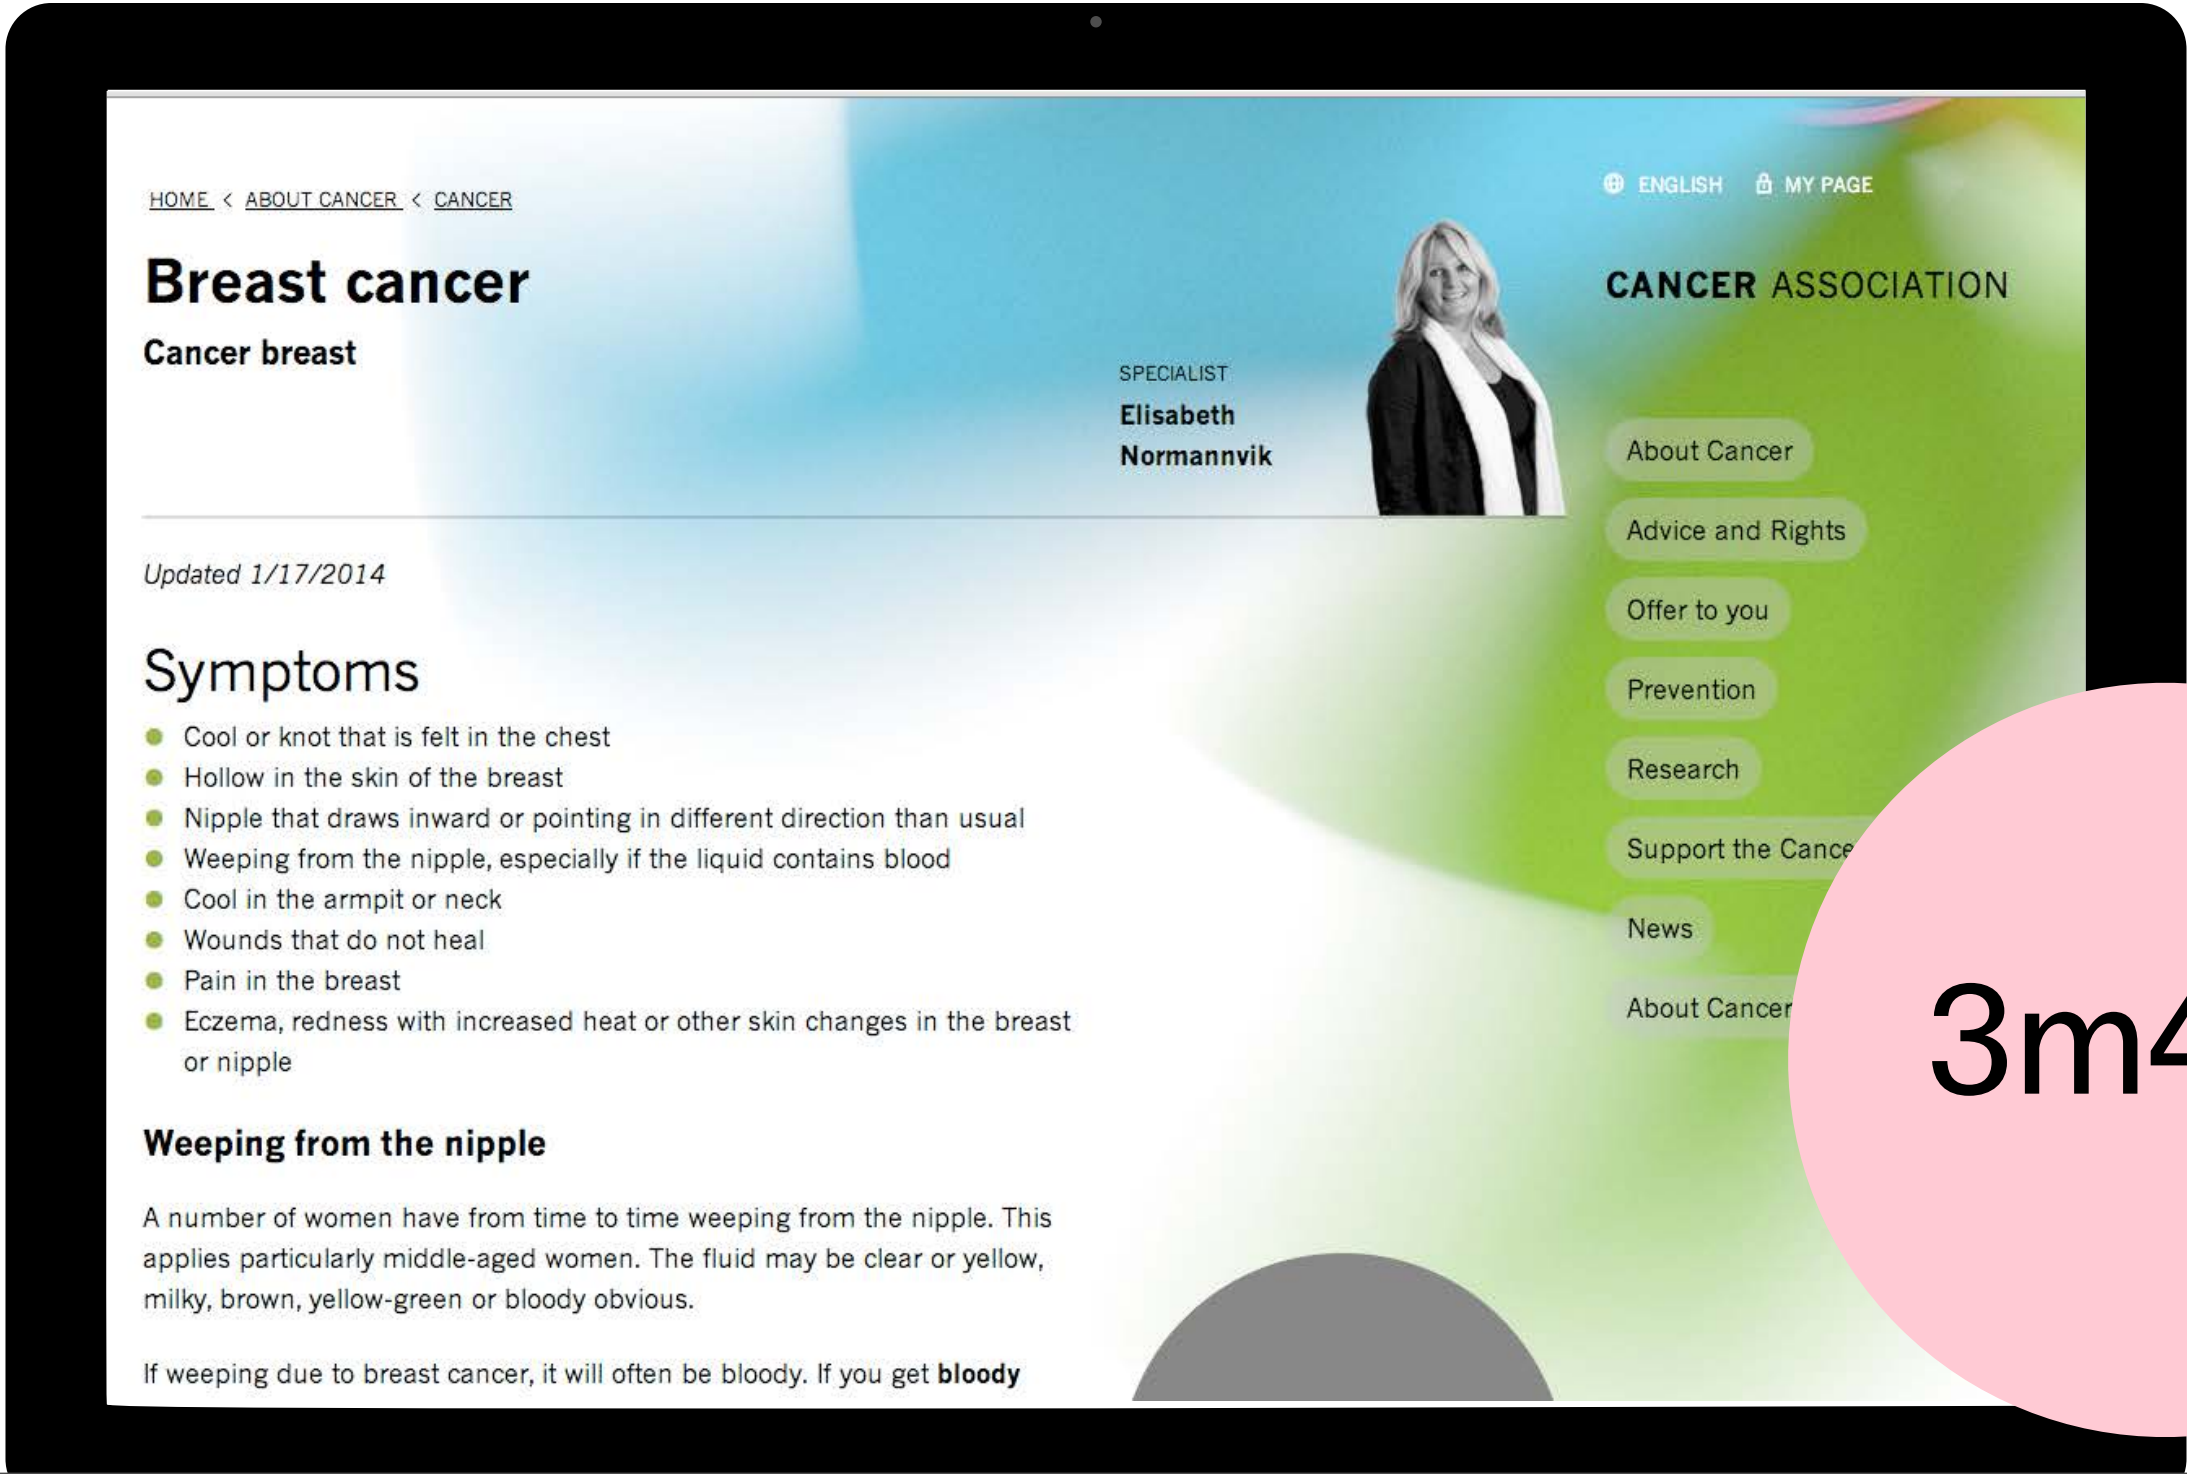 HOME < ABOUT CANCER < CANCER
Breast cancer
Cancer breast
SPECIALIST
Elisabeth
Normannvik
Updated 1/17/2014
Symptoms
Cool or knot that is felt in the chest
Hollow in the skin of the breast
Nipple that draws inward or pointing in different direction than usual
Weeping from the nipple, especially if the liquid contains blood
Cool in the armpit or neck
Wounds that do not heal
Pain in the breast
Eczema, redness with increased heat or other skin changes in the breast
or nipple
Weeping from the nipple
A number of women have from time to time weeping from the nipple. This
applies particularly middle-aged women. The fluid may be clear or yellow,
milky, brown, yellow-green or bloody obvious.
If weeping due to breast cancer, it will often be bloody. If you get bloody
ENGLISH MY PAGE
CANCER ASSOCIATION
About Cancer
Advice and Rights
Offer to you
Prevention
Research
Support the
News
About Cancer
3m4